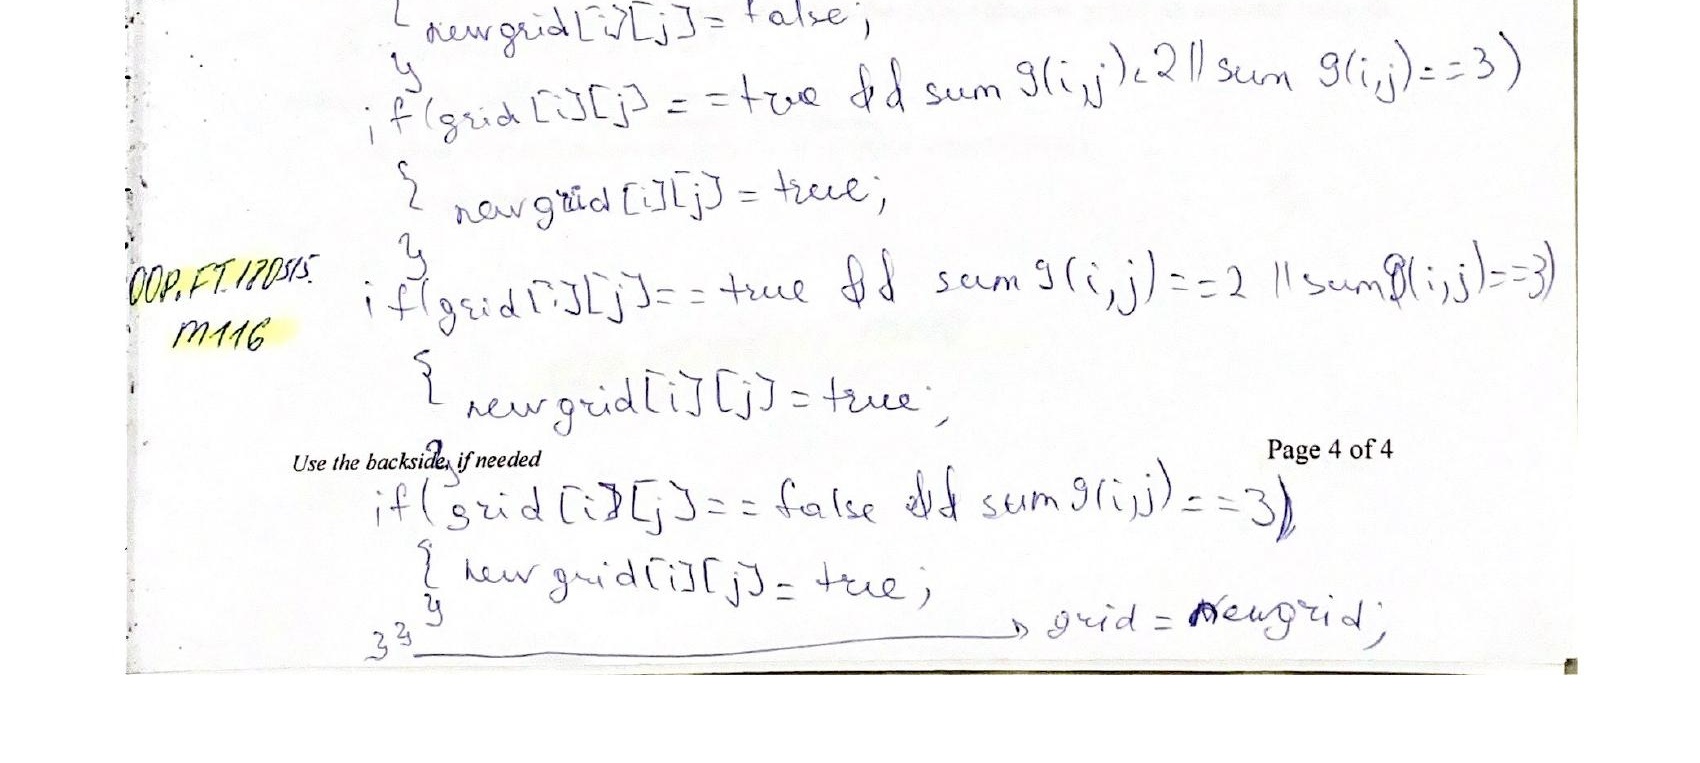 { newgrid[i][j] = false;
}
if(grid[i][j] == true && sum g(i,j) < 2 || sum g(i,j) == 3)
{ newgrid[i][j] = true;
}
OOP.FT.170515.
M116
if(grid[i][j] == true && sum g(i,j) == 2 || sum g(i,j) == 3)
{ newgrid[i][j] = true;
}
Use the backside, if needed
Page 4 of 4
if(grid[i][j] == false && sum g(i,j) == 3)
{ newgrid[i][j] = true;
}
}} → grid = newgrid;